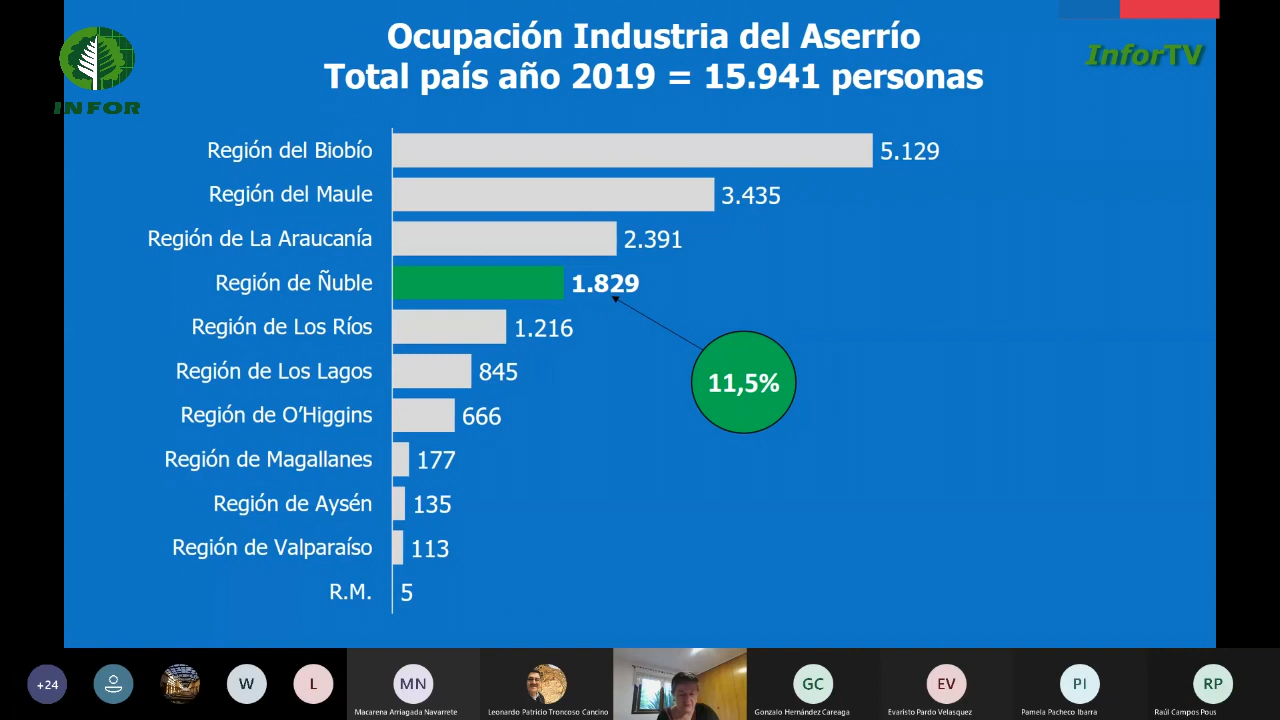 Ocupación Industria del Aserrío
Total país año 2019 = 15.941 personas
INFOR
InforTV
Región del Biobío 5.129
Región del Maule 3.435
Región de La Araucanía 2.391
Región de Ñuble 1.829
Región de Los Ríos 1.216
11,5%
Región de Los Lagos 845
Región de O’Higgins 666
Región de Magallanes 177
Región de Aysén 135
Región de Valparaíso 113
R.M. 5
+24
W
L
MN
GC
EV
PI
RP
Macarena Arriagada Navarrete
Leonardo Patricio Troncoso Cancino
Gonzalo Hernández Careaga
Evaristo Pardo Velasquez
Pamela Pacheco Ibarra
Raúl Campos Pous